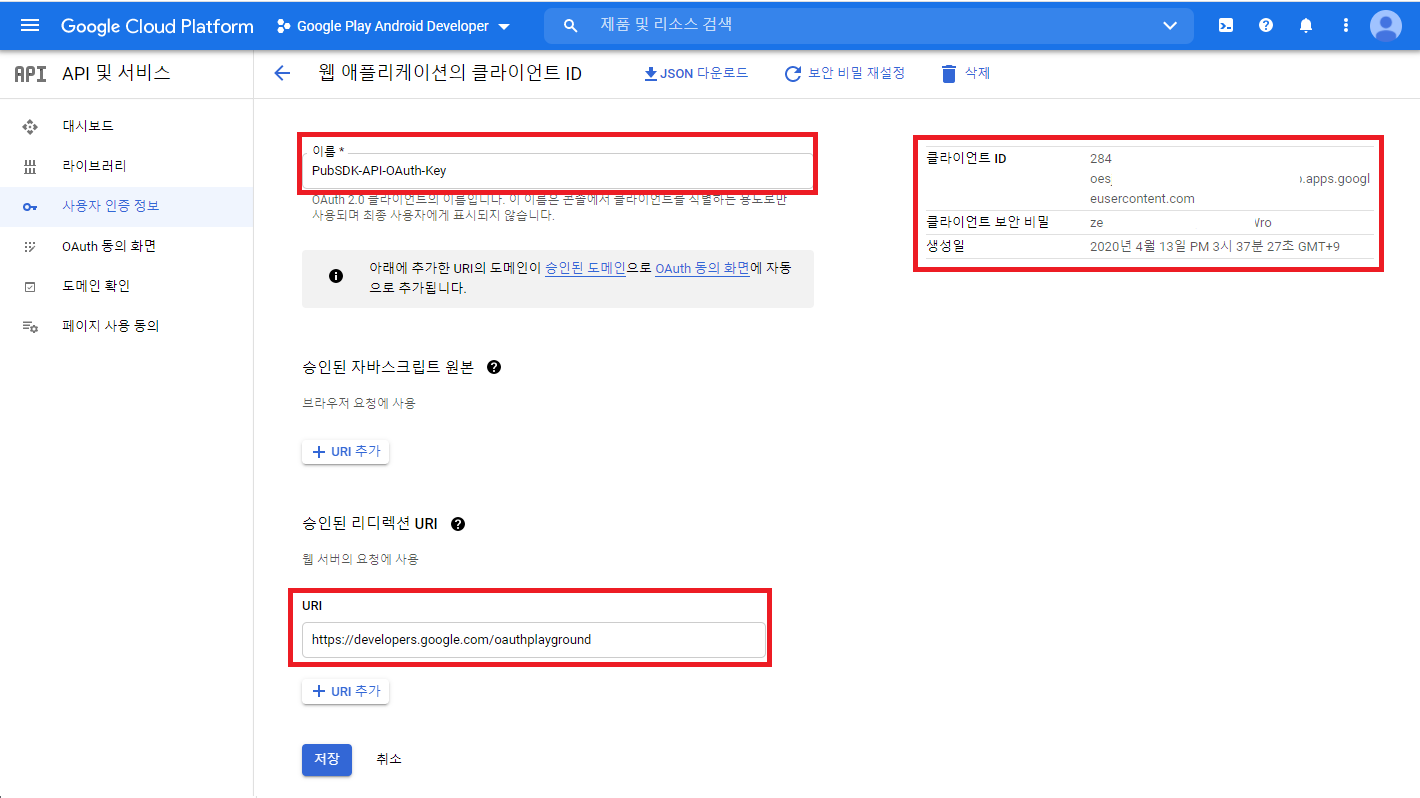 Google Cloud Platform
Google Play Android Developer
제품 및 리소스 검색
API
API 및 서비스
웹 애플리케이션의 클라이언트 ID
JSON 다운로드
보안 비밀 재설정
삭제
대시보드
라이브러리
사용자 인증 정보
OAuth 동의 화면
도메인 확인
페이지 사용 동의
이름 *
PubSDK-API-OAuth-Key
OAuth 2.0 클라이언트의 이름입니다. 이 이름은 콘솔에서 클라이언트를 식별하는 용도로만
사용되며 최종 사용자에게 표시되지 않습니다.
아래에 추가한 URI의 도메인이 승인된 도메인으로 OAuth 동의 화면에 자동
으로 추가됩니다.
승인된 자바스크립트 원본
브라우저 요청에 사용
URI 추가
승인된 리디렉션 URI
웹 서버의 요청에 사용
URI
https://developers.google.com/oauthplayground
URI 추가
저장
취소
클라이언트 ID
284
oes .apps.googl
eusercontent.com
클라이언트 보안 비밀
ze ro
생성일
2020년 4월 13일 PM 3시 37분 27초 GMT+9